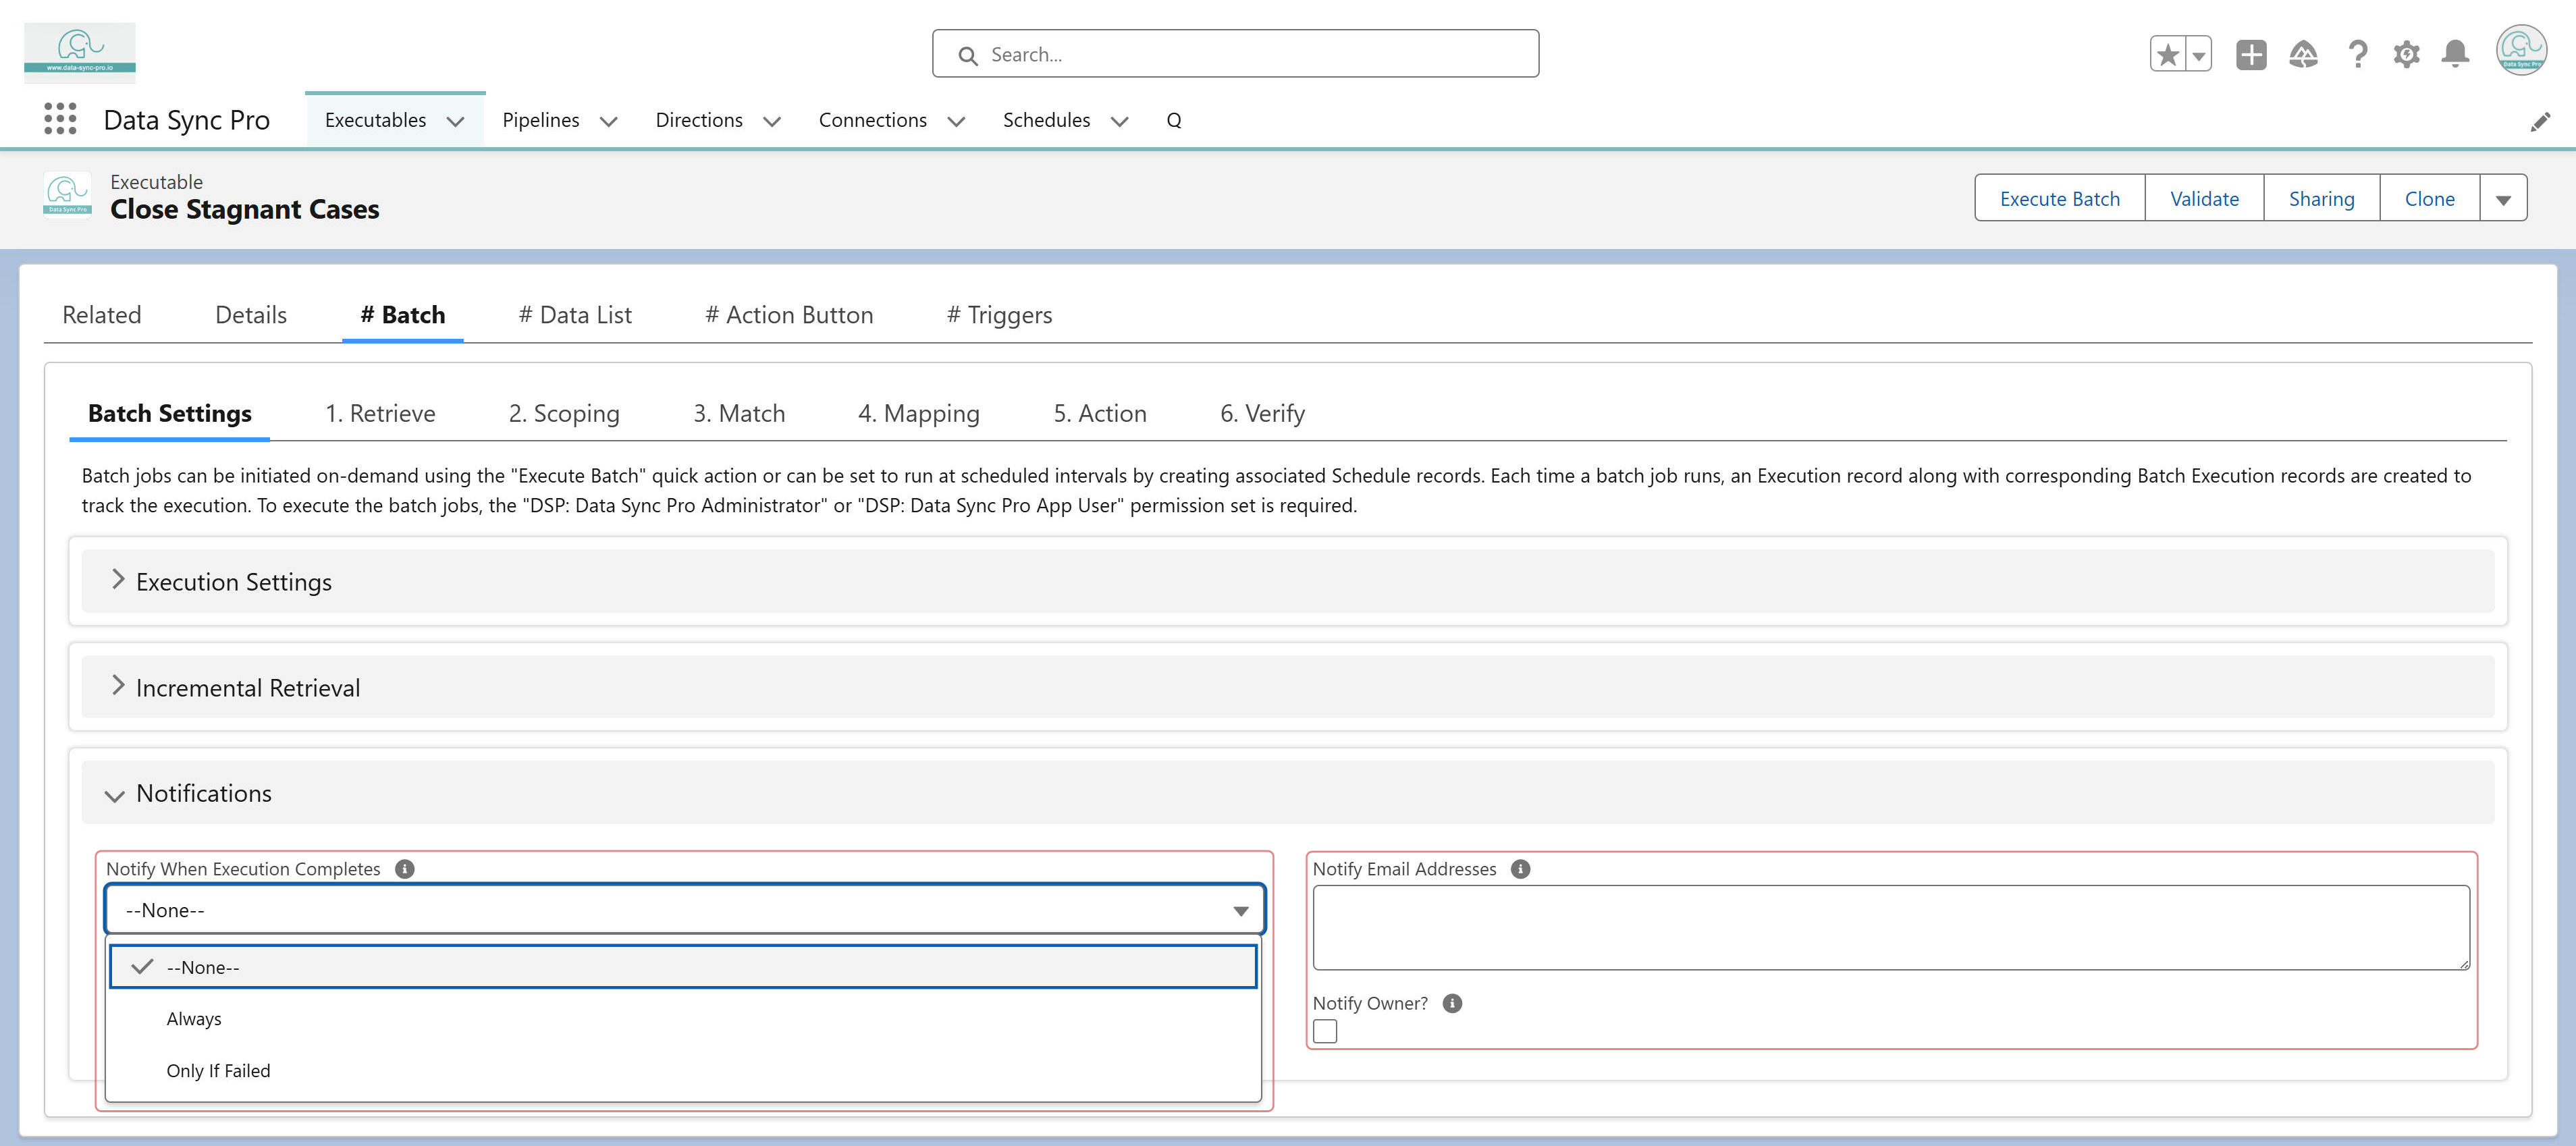 www.data-sync-pro.io
Search...
Data Sync Pro
Data Sync Pro
Executables
Pipelines
Directions
Connections
Schedules
Q
Data Sync Pro
Executable
Close Stagnant Cases
Execute Batch
Validate
Sharing
Clone
Related
Details
# Batch
# Data List
# Action Button
# Triggers
Batch Settings
1. Retrieve
2. Scoping
3. Match
4. Mapping
5. Action
6. Verify
Batch jobs can be initiated on-demand using the "Execute Batch" quick action or can be set to run at scheduled intervals by creating associated Schedule records. Each time a batch job runs, an Execution record along with corresponding Batch Execution records are created to
track the execution. To execute the batch jobs, the "DSP: Data Sync Pro Administrator" or "DSP: Data Sync Pro App User" permission set is required.
Execution Settings
Incremental Retrieval
Notifications
Notify When Execution Completes
--None--
--None--
Always
Only If Failed
Notify Email Addresses
Notify Owner?